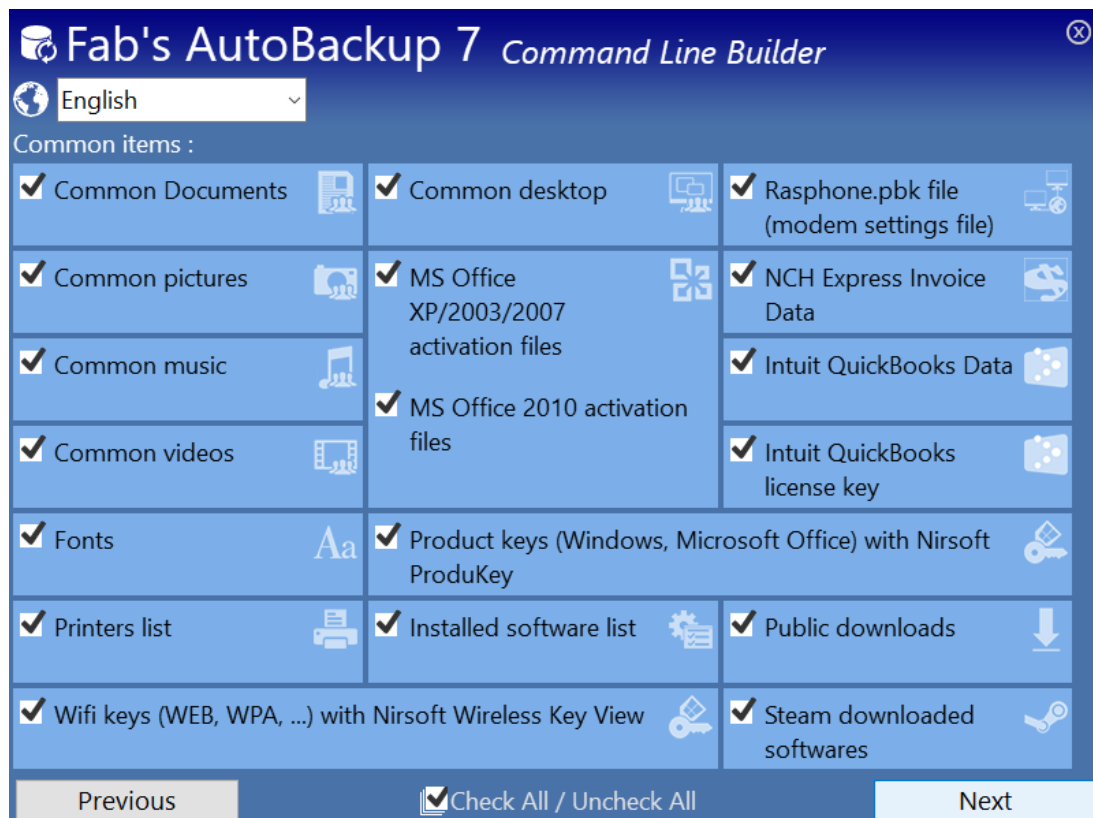 Fab's AutoBackup 7 Command Line Builder
English
Common items :
Common Documents
Common desktop
Rasphone.pbk file
(modem settings file)
Common pictures
MS Office
XP/2003/2007
activation files
NCH Express Invoice
Data
Common music
MS Office 2010 activation
files
Intuit QuickBooks Data
Common videos
Intuit QuickBooks
license key
Fonts
Aa
Product keys (Windows, Microsoft Office) with Nirsoft
ProduKey
Printers list
Installed software list
Public downloads
Wifi keys (WEB, WPA, ...) with Nirsoft Wireless Key View
Steam downloaded
softwares
Previous
Check All / Uncheck All
Next